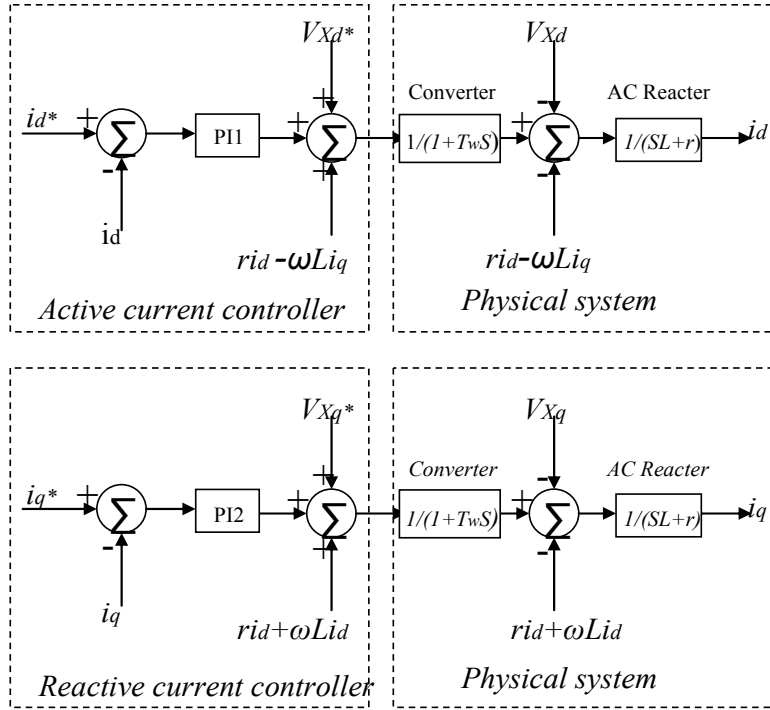 VXd*
VXd
Converter
AC Reacter
id*
+
+
+
-
+
-
∑
PI1
∑
1/(1+TwS)
∑
1/(SL+r)
id
-
+
-
id
rid-ωLiq
rid-ωLiq
Active current controller
Physical system
VXq*
VXq
Converter
AC Reacter
iq*
+
+
+
-
+
∑
PI2
∑
1/(1+TwS)
∑
1/(SL+r)
iq
-
+
-
iq
rid+ωLid
rid+ωLid
Reactive current controller
Physical system